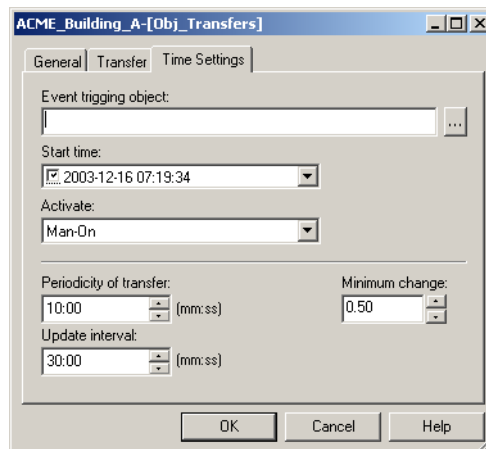 ACME_Building_A-[Obj_Transfers]
General Transfer Time Settings
Event trigging object:
...
Start time:
2003-12-16 07:19:34
Activate:
Man-On
Periodicity of transfer: Minimum change:
10:00 (mm:ss) 0.50
Update interval:
30:00 (mm:ss)
OK Cancel Help